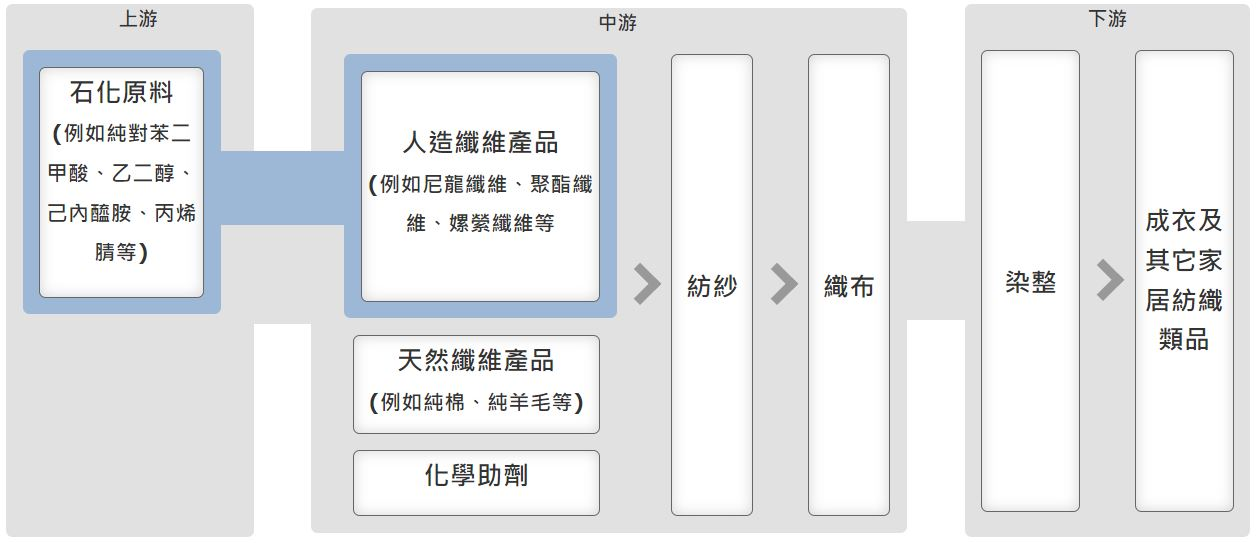 上游
石化原料
(例如純對苯二
甲酸、乙二醇、
己內醯胺、丙烯
腈等)
中游
人造纖維產品
(例如尼龍纖維、聚酯纖
維、嫘縈纖維等
天然纖維產品
(例如純棉、純羊毛等)
化學助劑
紡紗
織布
下游
染整
成衣及
其它家
居紡織
類品